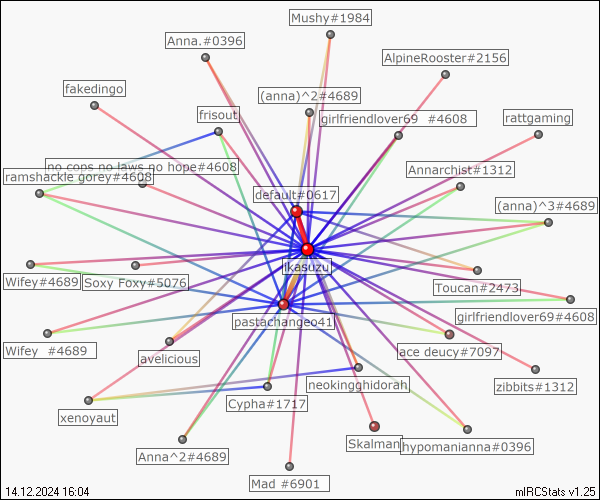 Mushy#1984
Anna.#0396
AlpineRooster#2156
fakedingo
(anna)^2#4689
frisout
girlfriendlover69 #4608
rattgaming
no cops no laws no hope#4608
ramshackle gorey#4608
Annarchist#1312
default#0617
(anna)^3#4689
ikasuzu
Wifey#4689
Soxy Foxy#5076
Toucan#2473
girlfriendlover69#4608
pastachangeo41
Wifey #4689
avelicious
ace deucy#7097
neokingghidorah
zibbits#1312
Cypha#1717
xenoyaut
Skalman
hypomanianna#0396
Anna^2#4689
Mad #6901
14.12.2024 16:04
mIRCStats v1.25